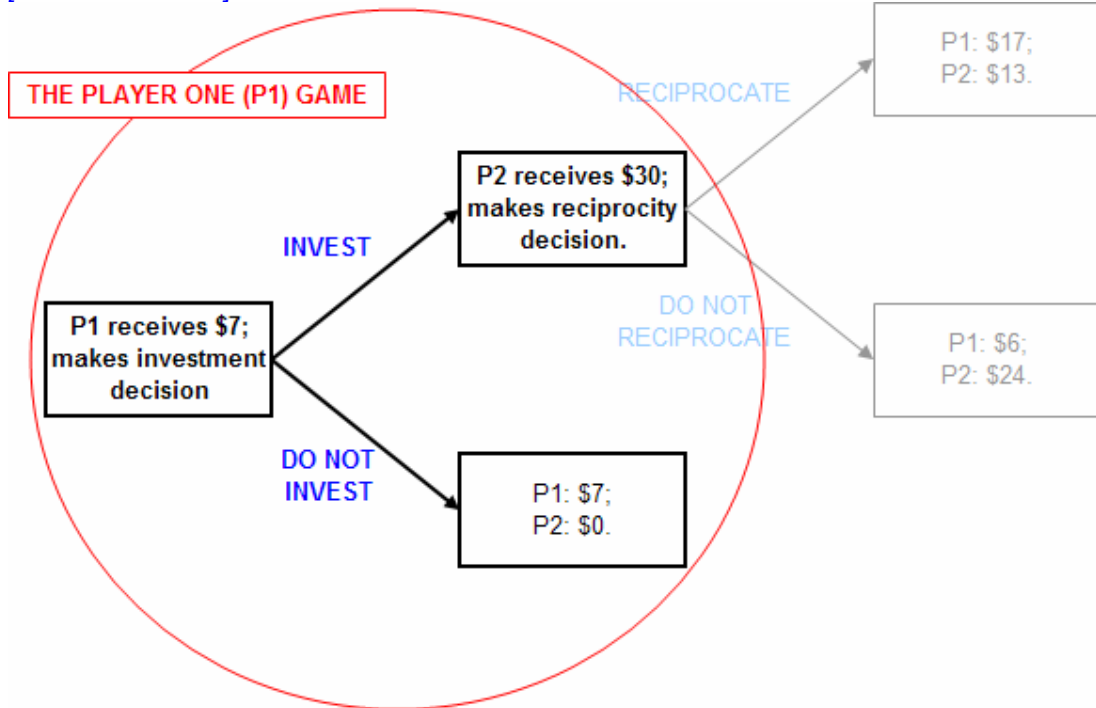 THE PLAYER ONE (P1) GAME
P1 receives $7;
makes investment
decision
INVEST
DO NOT
INVEST
P2 receives $30;
makes reciprocity
decision.
P1: $7;
P2: $0.
RECIPROCATE
DO NOT
RECIPROCATE
P1: $17;
P2: $13.
P1: $6;
P2: $24.